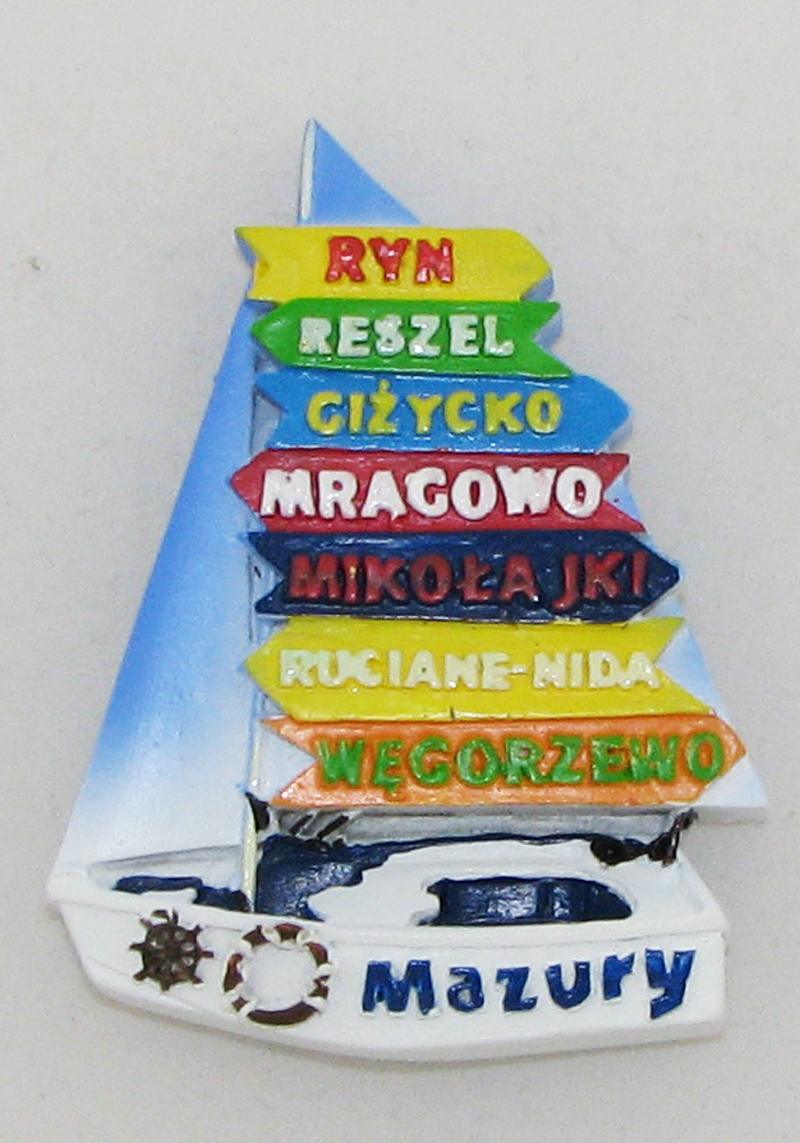 RYN
RESZEL
GIŻYCKO
MRĄGOWO
MIKOŁAJKI
RUCIANE-NIDA
WĘGORZEWO
Mazury